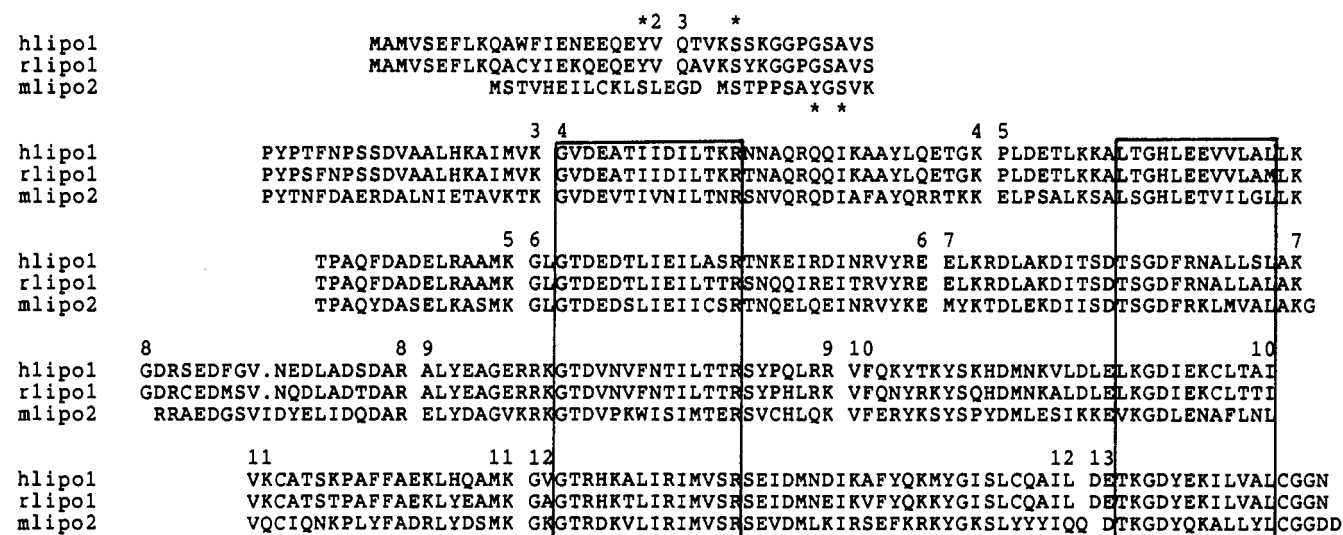 *2 3 *
hlipo1 MAMVSEFLKQAWFIENEEQEYV QTVKSSKGGPGSAVS
rlipo1 MAMVSEFLKQACYIEKQEQEYV QAVKSYKGGPGSAVS
mlipo2 MSTVHEILCKLSLEGD MSTPPSAYGSVK
* *
3 4 4 5
hlipo1 PYPTFNPSSDVAALHKAIMVK GVDEATIIDILTKRNNAQRQQIKAAYLQETGK PLDETLKKALTGHLEEVVLALLK
rlipo1 PYPSFNPSSDVAALHKAIMVK GVDEATIIDILTKRTNAQRQQIKAAYLQETGK PLDETLKKALTGHLEEVVLAMLK
mlipo2 PYTNFDAERDALNIETAVKTK GVDEVTIVNILTNRSNVQRQDIAFAYQRRTKK ELPSALKSALSGHLETVILGLLK
5 6 6 7 7
hlipo1 TPAQFDADELRAAMK GLGTDEDTLIEILASRTNKEIRDINRVYRE ELKRDLAKDITSDTSGDFRNALLSLAK
rlipo1 TPAQFDADELRAAMK GLGTDEDTLIEILTTRSNQQIREITRVYRE ELKRDLAKDITSDTSGDFRNALLALAK
mlipo2 TPAQYDASELKASMK GLGTDEDSLIEIICSRTNQELQEINRVYKE MYKTDLEKDIISDTSGDFRKLMVALAKG
8 8 9 9 10 10
hlipo1 GDRSEDFGV.NEDLADSDAR ALYEAGERRKGTDVNVFNTILTTRSYPQLRR VFQKYTKYSKHDMNKVLDLELKGDIEKCLTAI
rlipo1 GDRCEDMSV.NQDLADTDAR ALYEAGERRKGTDVNVFNTILTTRSYPHLRK VFQNYRKYSQHDMNKALDLELKGDIEKCLTTI
mlipo2 RRAEDGSVIDYELIDQDAR ELYDAGVKRKGTDVPKWISIMTERSVCHLQK VFERYKSYSPYDMLESIKKEVKGDLENAFLNL
11 11 12 12 13
hlipo1 VKCATSKPAFFAEKLHQAMK GVGTRHKALIRIMVSRSEIDMNDIKAFYQKMYGISLCQAIL DETKGDYEKILVALCGGN
rlipo1 VKCATSTPAFFAEKLYEAMK GAGTRHKTLIRIMVSRSEIDMNEIKVFYQKKYGISLCQAIL DETKGDYEKILVALCGGN
mlipo2 VQCIQNKPLYFADRLYDSMK GKGTRDKVLIRIMVSRSEVDMLKIRSEFKRKYGKSLYYYIQQ DTKGDYQKALLYLCGGDD